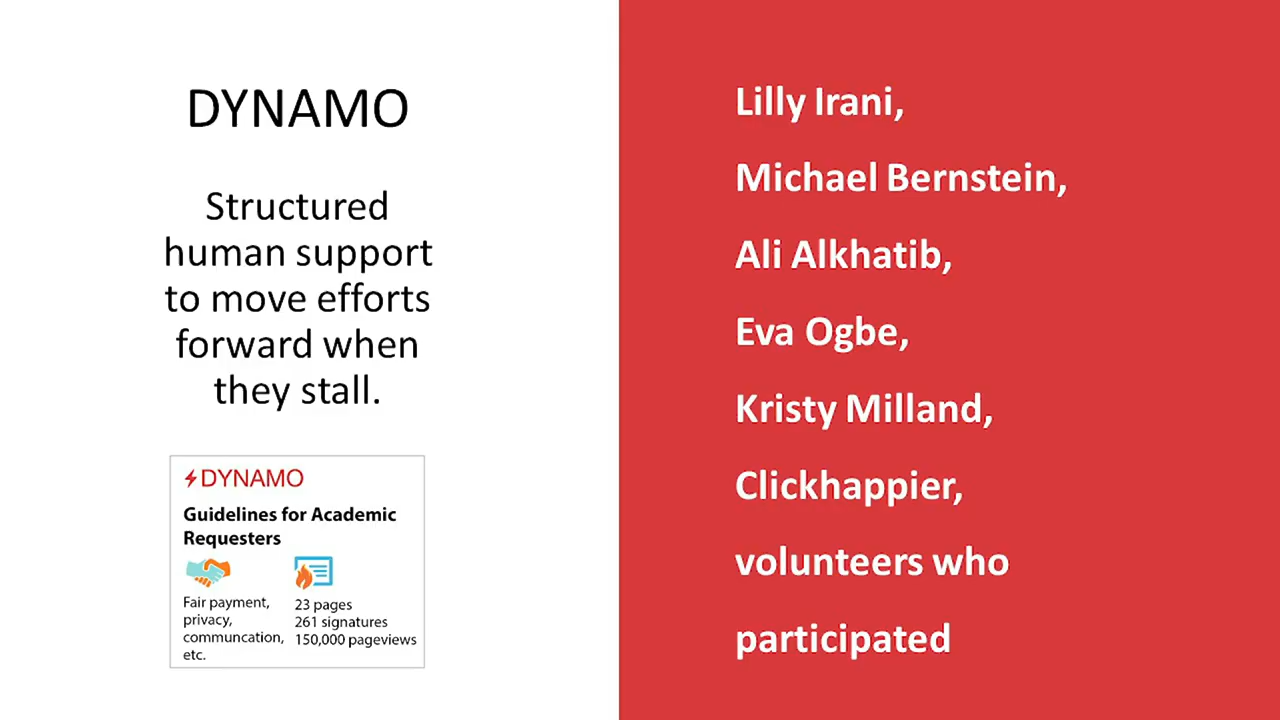 DYNAMO
Structured
human support
to move efforts
forward when
they stall.
DYNAMO
Guidelines for Academic
Requesters
Fair payment,
privacy,
communcation,
etc.
23 pages
261 signatures
150,000 pageviews
Lilly Irani,
Michael Bernstein,
Ali Alkhatib,
Eva Ogbe,
Kristy Milland,
Clickhappier,
volunteers who
participated